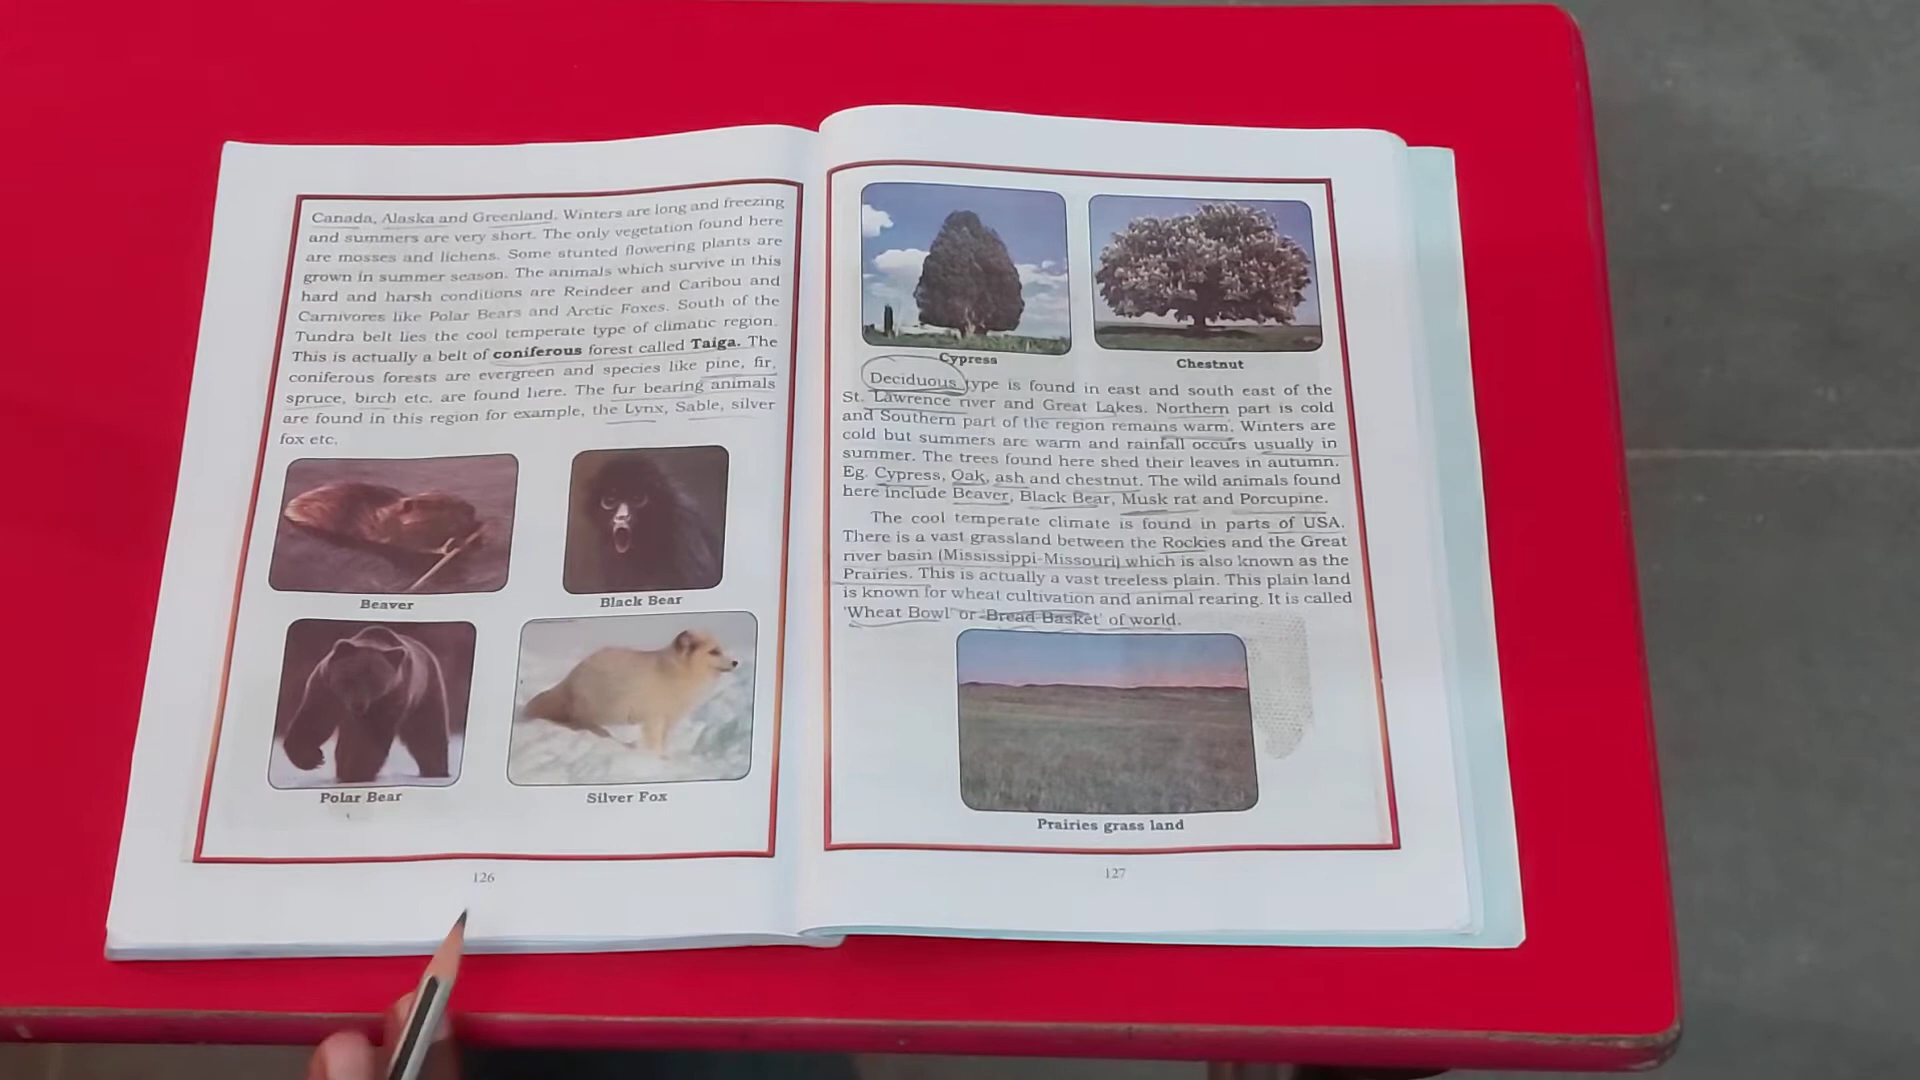 Canada, Alaska and Greenland. Winters are long and freezing
and summers are very short. The only vegetation found here
are mosses and lichens. Some stunted flowering plants are
grown in summer season. The animals which survive in this
hard and harsh conditions are Reindeer and Caribou and
Carnivores like Polar Bears and Arctic Foxes. South of the
Tundra belt lies the cool temperate type of climatic region.
This is actually a belt of coniferous forest called Taiga. The
coniferous forests are evergreen and species like pine, fir,
spruce, birch etc. are found here. The fur bearing animals
are found in this region for example, the Lynx, Sable, silver
fox etc.
Beaver
Black Bear
Polar Bear
Silver Fox
126
Cypress
Chestnut
Deciduous type is found in east and south east of the
St. Lawrence river and Great Lakes. Northern part is cold
and Southern part of the region remains warm. Winters are
cold but summers are warm and rainfall occurs usually in
summer. The trees found here shed their leaves in autumn.
Eg. Cypress, Oak, ash and chestnut. The wild animals found
here include Beaver, Black Bear, Musk rat and Porcupine.
The cool temperate climate is found in parts of USA.
There is a vast grassland between the Rockies and the Great
river basin (Mississippi-Missouri) which is also known as the
Prairies. This is actually a vast treeless plain. This plain land
is known for wheat cultivation and animal rearing. It is called
'Wheat Bowl' or 'Bread Basket' of world.
Prairies grass land
127